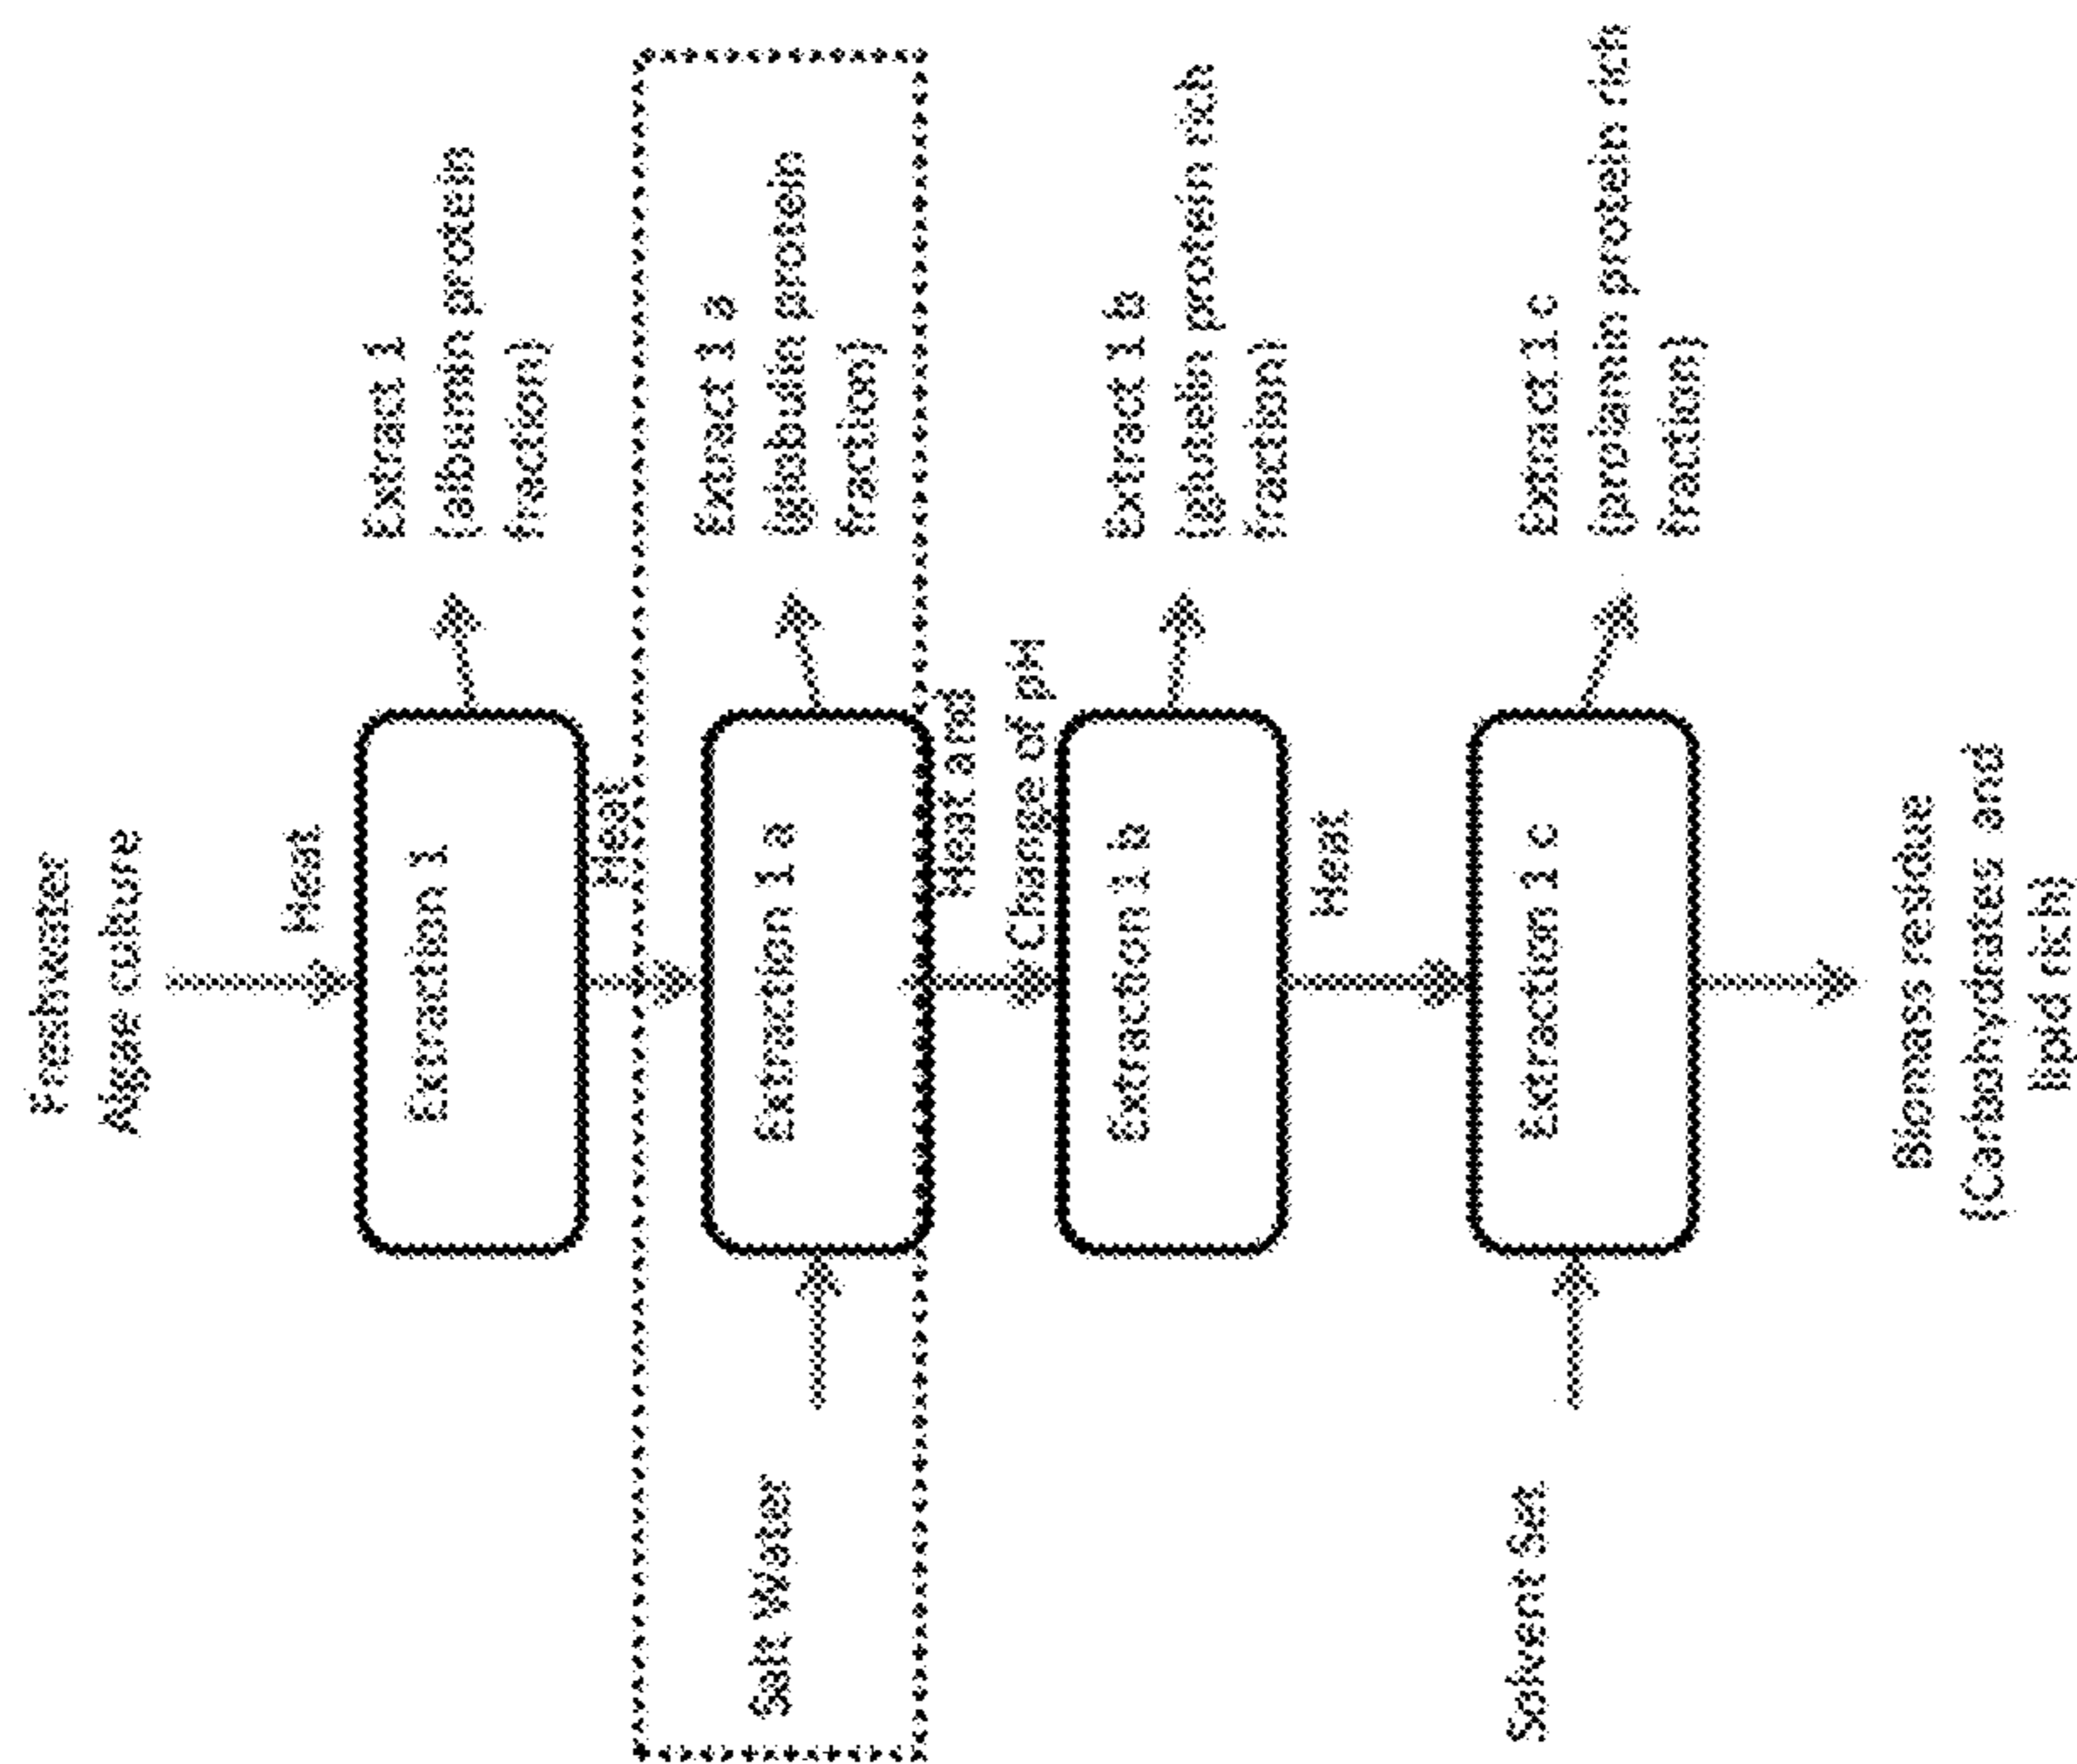 Freshwater
Algae culture
Heat
Extraction 1
Extract 1
(abumin protein
fraction)
Heat
Salt Water
Extraction 1 a
Extract 1 a
(globulin protein
fraction)
Heat and
Change of pH
Extraction 1 b
Extract 1 b
(glutelin protein rich
fraction)
Heat
Solvent Set
Extraction 1 c
Extract 1 c
(prolamin protein rich
fraction)
Biomass residue
(Carbohydrates and
lipid rich)